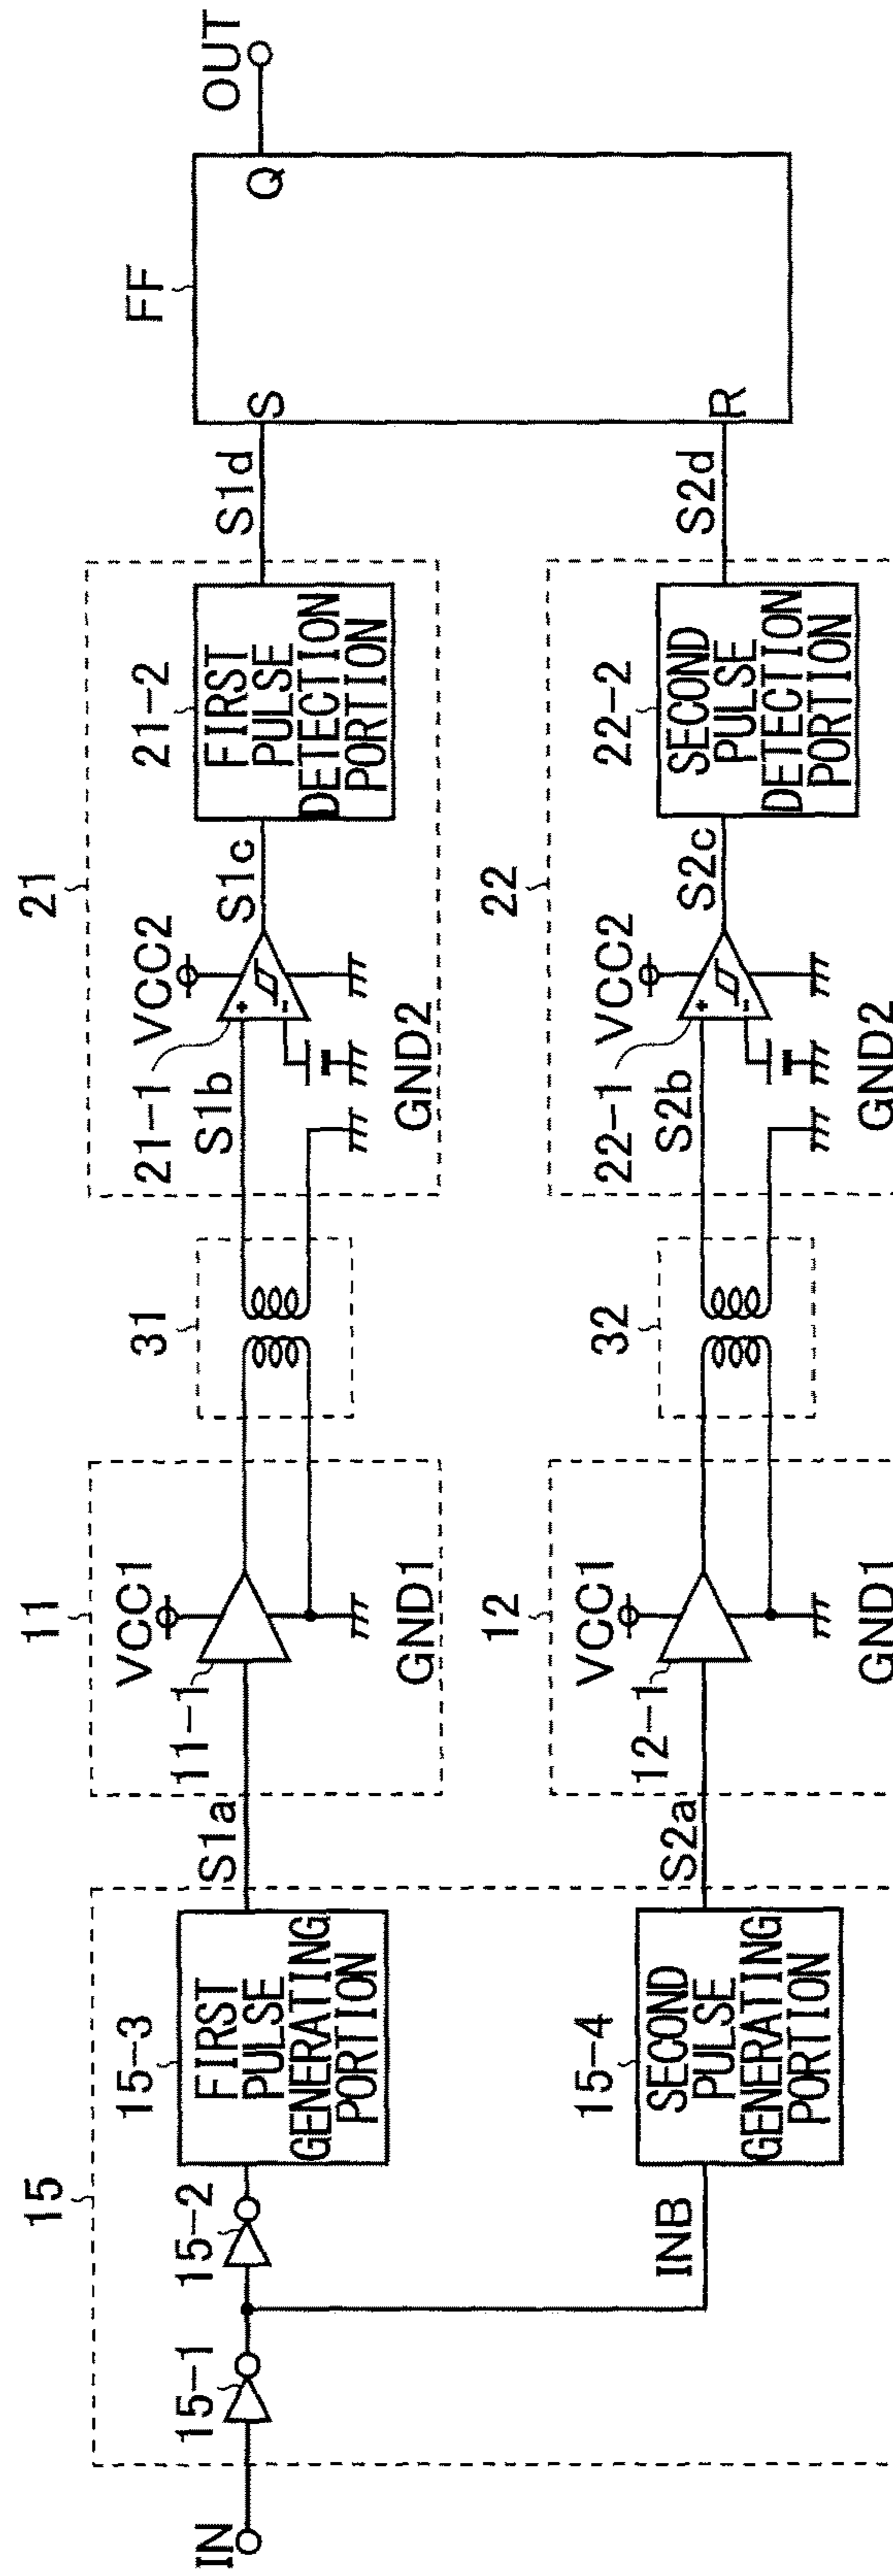 IN
15
15-1
15-2
INB
15-3
FIRST
PULSE
GENERATING
PORTION
15-4
SECOND
PULSE
GENERATING
PORTION
S1a
S2a
11
VCC1
11-1
GND1
12
VCC1
12-1
GND1
31
32
21
VCC2
21-1
S1b
GND2
S1c
21-2
FIRST
PULSE
DETECTION
PORTION
22
VCC2
22-1
S2b
GND2
S2c
22-2
SECOND
PULSE
DETECTION
PORTION
S1d
S2d
FF
S
R
Q
OUT